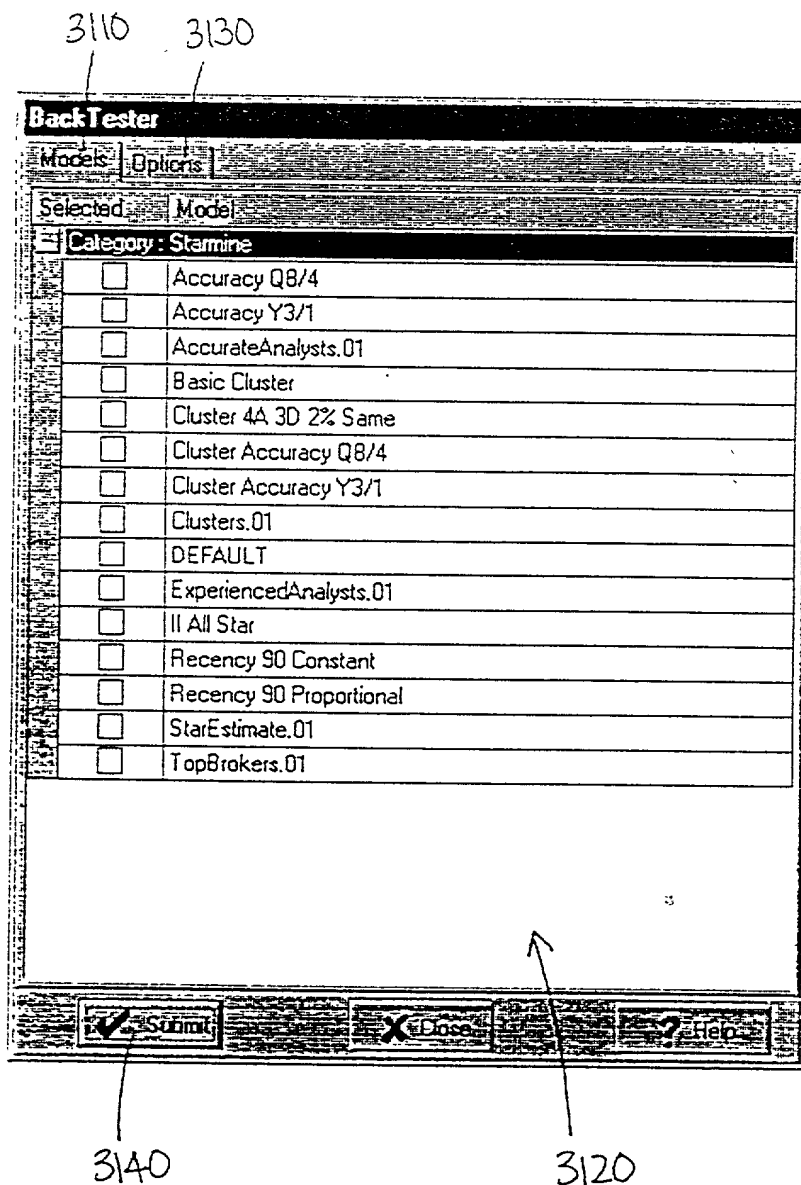 3110 3130
BackTester
Models Options
Selected Model
Category : Starmine
Accuracy Q8/4
Accuracy Y3/1
AccurateAnalysts.01
Basic Cluster
Cluster 4A 3D 2% Same
Cluster Accuracy Q8/4
Cluster Accuracy Y3/1
Clusters.01
DEFAULT
ExperiencedAnalysts.01
II All Star
Recency 90 Constant
Recency 90 Proportional
StarEstimate.01
TopBrokers.01
Submit Close ? Help
3140 3120